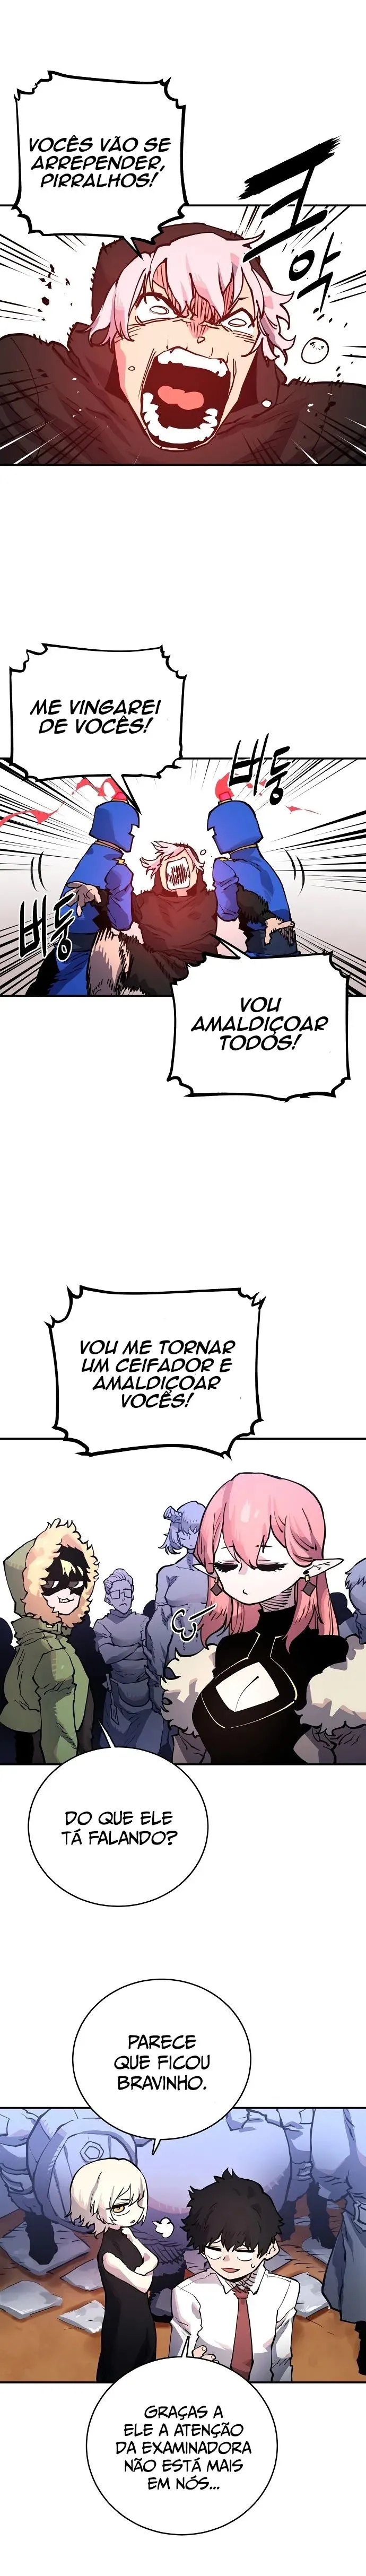 VOCÊS VÃO SE
ARREPENDER,
PIRRALHOS!
크
악
ME VINGAREI
DE VOCÊS!
버둥
버둥
VOU
AMALDIÇOAR
TODOS!
VOU ME TORNAR
UM CEIFADOR E
AMALDIÇOAR
VOCÊS!
DO QUE ELE
TÁ FALANDO?
PARECE
QUE FICOU
BRAVINHO.
GRAÇAS A
ELE A ATENÇÃO
DA EXAMINADORA
NÃO ESTÁ MAIS
EM NÓS...